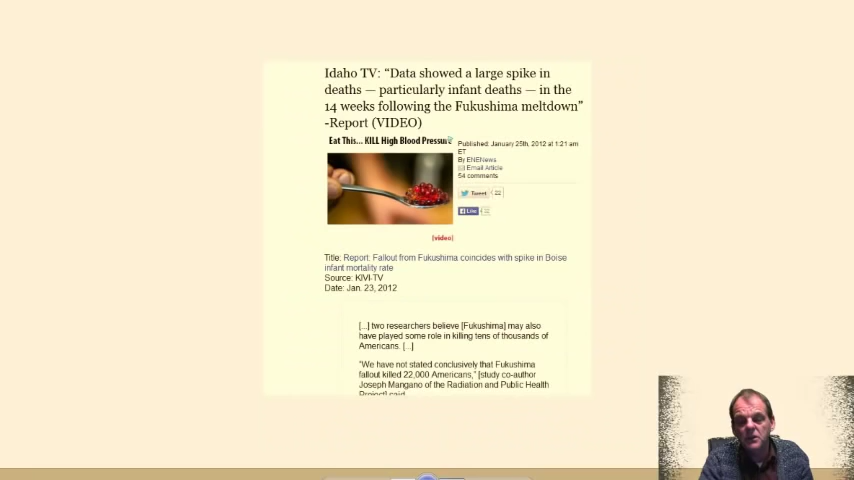 Idaho TV: “Data showed a large spike in
deaths — particularly infant deaths — in the
14 weeks following the Fukushima meltdown”
-Report (VIDEO)
Eat This... KILL High Blood Pressure
Published: January 25th, 2012 at 1:21 am
ET
By ENENews
Email Article
54 comments
Tweet
Like
[video]
Title: Report: Fallout from Fukushima coincides with spike in Boise
infant mortality rate
Source: KIVI-TV
Date: Jan. 23, 2012
[...] two researchers believe [Fukushima] may also
have played some role in killing tens of thousands of
Americans. [...]
“We have not stated conclusively that Fukushima
fallout killed 22,000 Americans,” [study co-author
Joseph Mangano of the Radiation and Public Health
Project] said